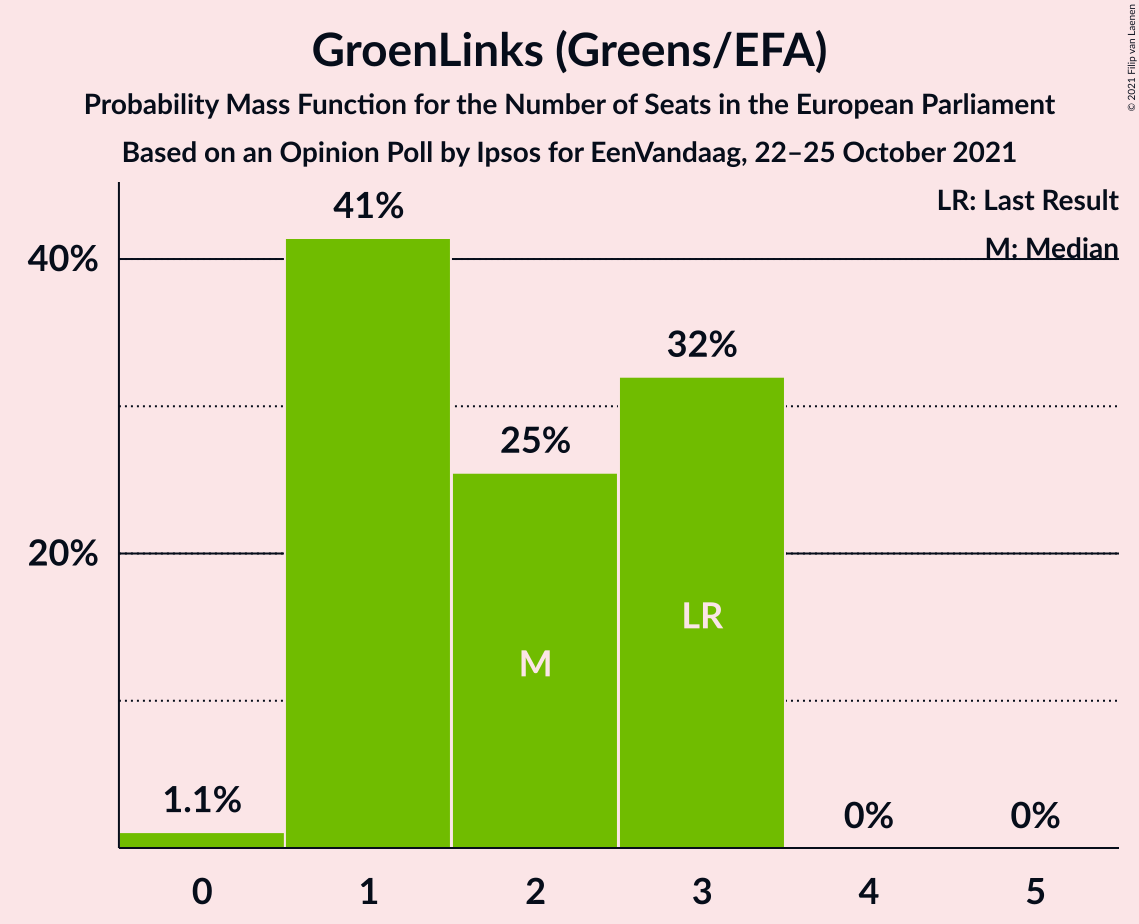 GroenLinks (Greens/EFA)
Probability Mass Function for the Number of Seats in the European Parliament
Based on an Opinion Poll by Ipsos for EenVandaag, 22–25 October 2021
© 2021 Filip van Laenen
LR: Last Result
M: Median
40%
20%
1.1%
41%
25%
32%
0%
0%
M
LR
0
1
2
3
4
5